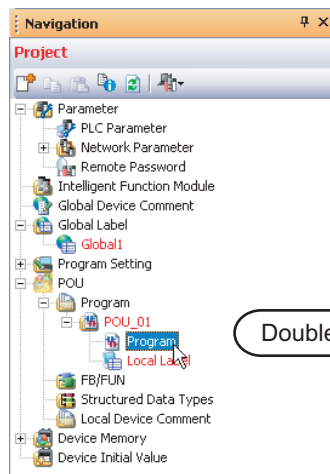 Navigation
Project
Parameter
PLC Parameter
Network Parameter
Remote Password
Intelligent Function Module
Global Device Comment
Global Label
Global1
Program Setting
POU
Program
POU_01
Program
Double
Local Label
FB/FUN
Structured Data Types
Local Device Comment
Device Memory
Device Initial Value